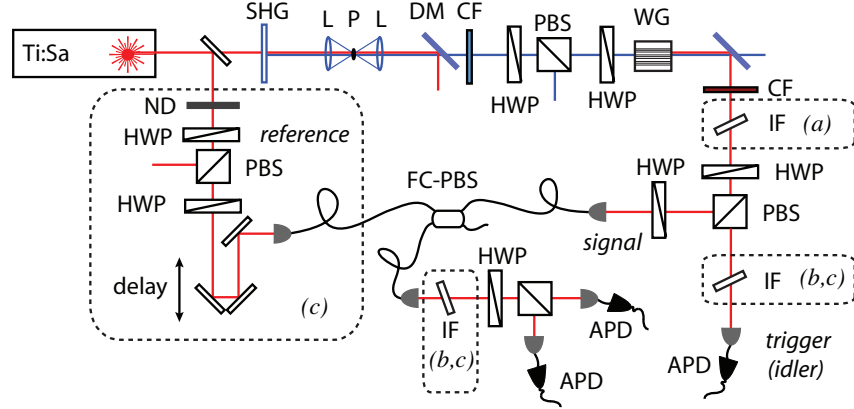 SHG L P L DM CF PBS WG
Ti:Sa
HWP HWP
CF
ND
IF (a)
HWP reference
HWP HWP
PBS
FC-PBS
HWP PBS
signal
HWP
delay
IF (b,c)
(c)
IF APD
(b,c)
trigger
(idler)
APD APD